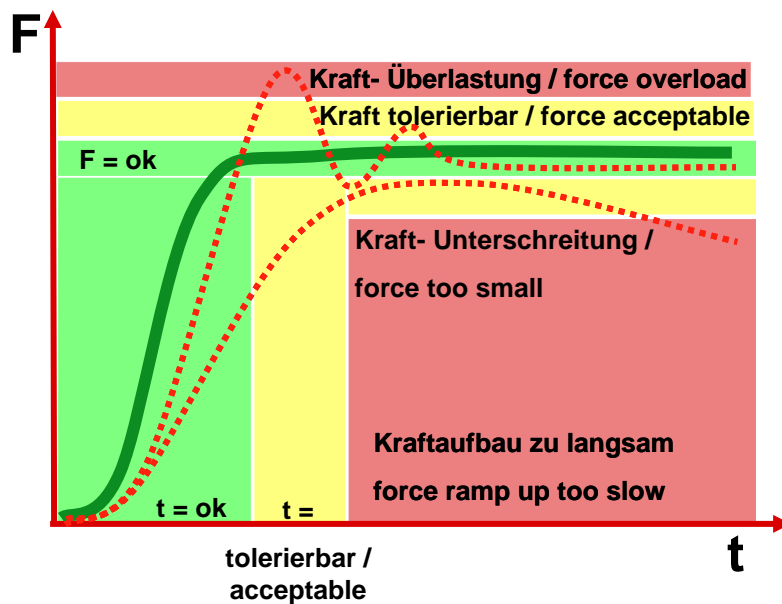 F
Kraft- Überlastung / force overload
Kraft tolerierbar / force acceptable
F = ok
Kraft- Unterschreitung /
force too small
Kraftaufbau zu langsam
force ramp up too slow
t = ok
t =
t
tolerierbar /
acceptable